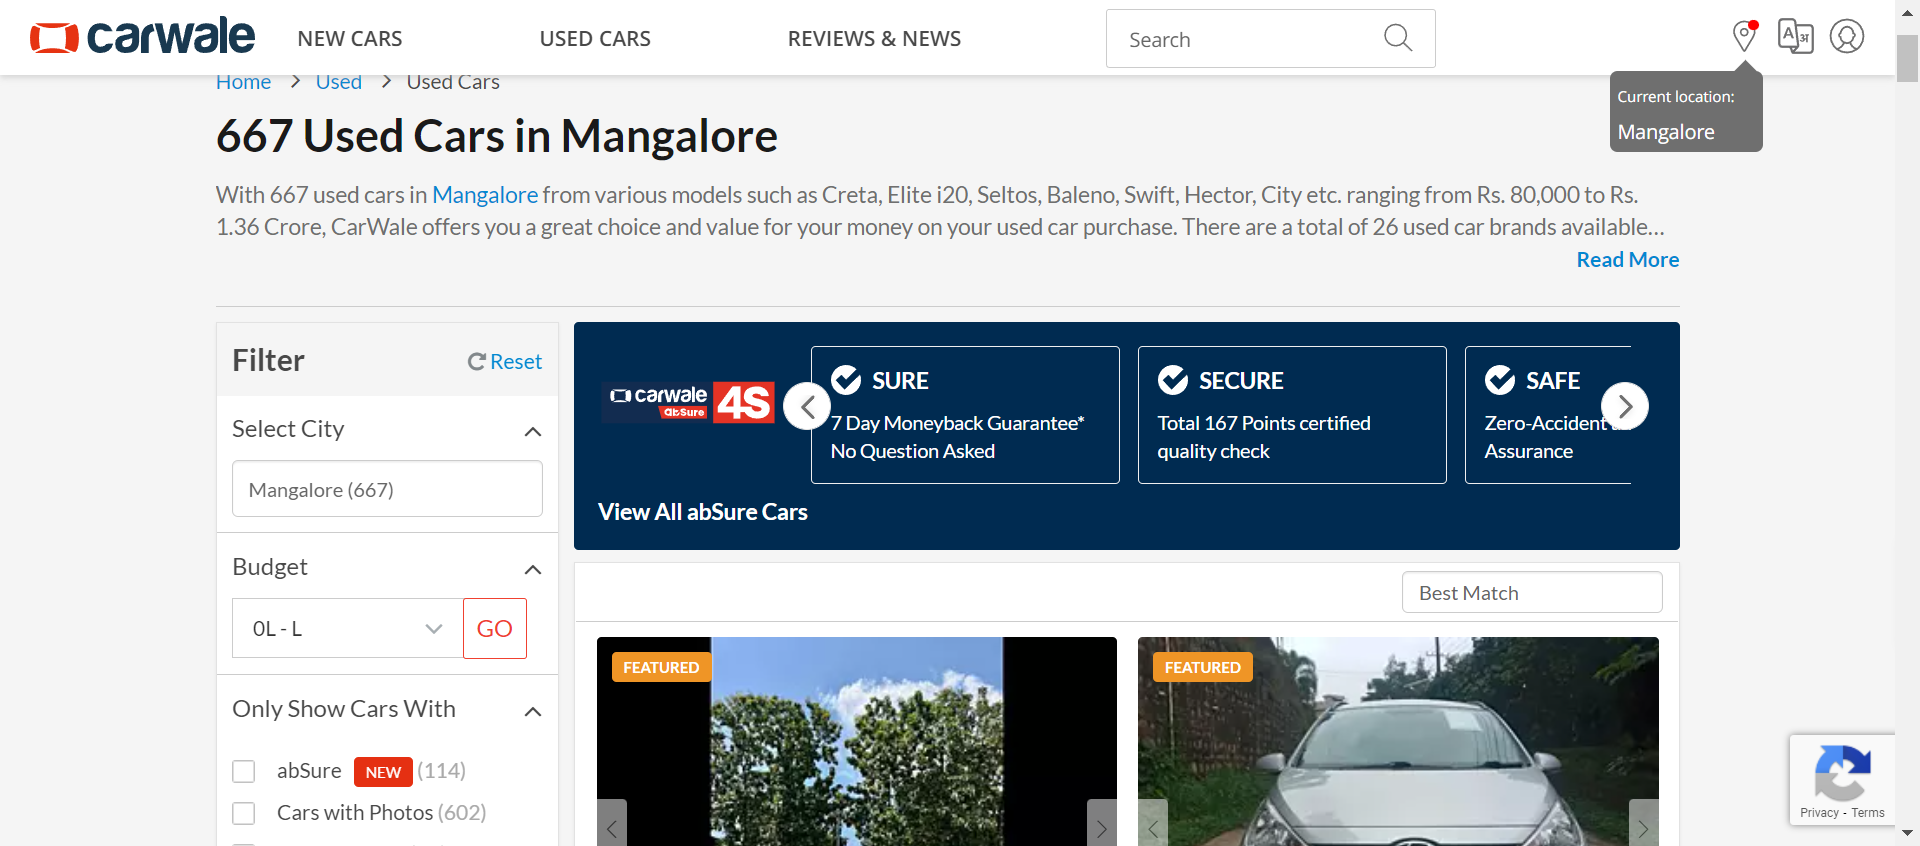 carwale
NEW CARS
USED CARS
REVIEWS & NEWS
Search
A अ
Current location:
Mangalore
Home > Used > Used Cars
667 Used Cars in Mangalore
With 667 used cars in Mangalore from various models such as Creta, Elite i20, Seltos, Baleno, Swift, Hector, City etc. ranging from Rs. 80,000 to Rs.
1.36 Crore, CarWale offers you a great choice and value for your money on your used car purchase. There are a total of 26 used car brands available...
Read More
Filter
Reset
Select City
Mangalore (667)
Budget
0L - L
GO
Only Show Cars With
abSure NEW (114)
Cars with Photos (602)
carwale
abSure
4S
SURE
7 Day Moneyback Guarantee*
No Question Asked
SECURE
Total 167 Points certified
quality check
SAFE
Zero-Accident
Assurance
View All abSure Cars
Best Match
FEATURED
FEATURED
Privacy - Terms